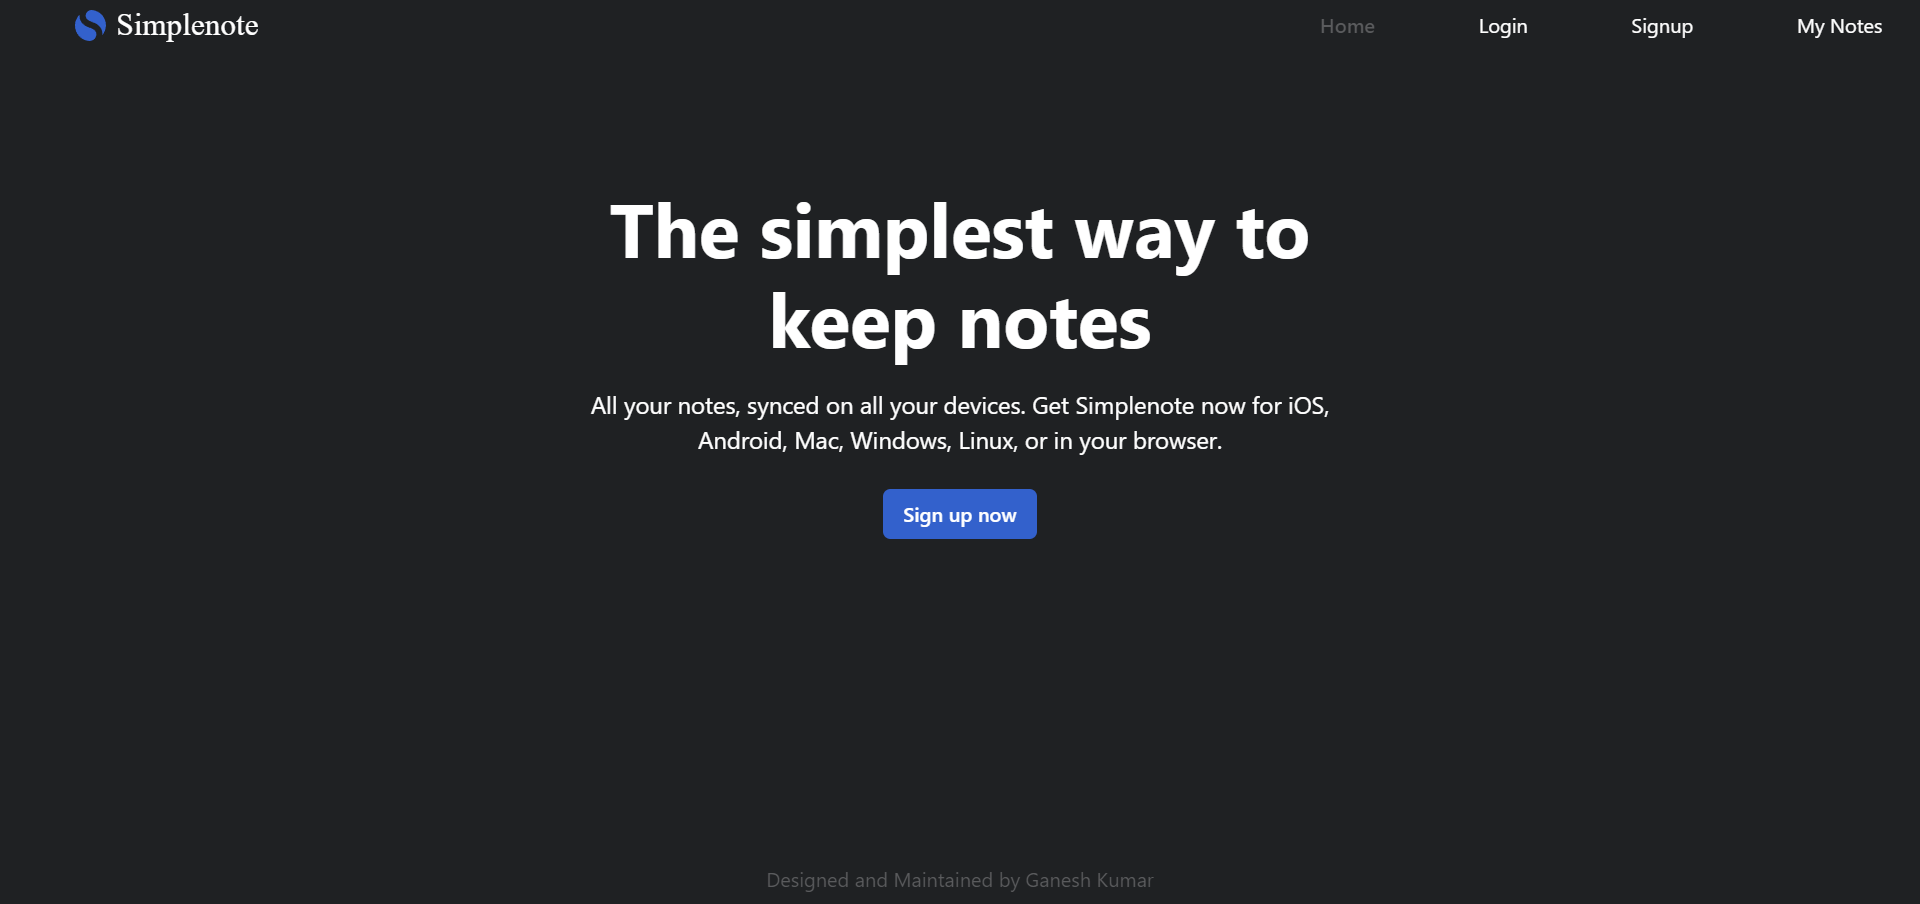 Simplenote
Home
Login
Signup
My Notes
The simplest way to
keep notes
All your notes, synced on all your devices. Get Simplenote now for iOS,
Android, Mac, Windows, Linux, or in your browser.
Sign up now
Designed and Maintained by Ganesh Kumar